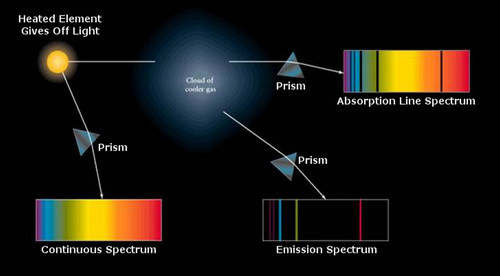 Heated Element
Gives Off Light
Cloud of
cooler gas
Prism
Absorption Line Spectrum
Prism
Prism
Continuous Spectrum
Emission Spectrum